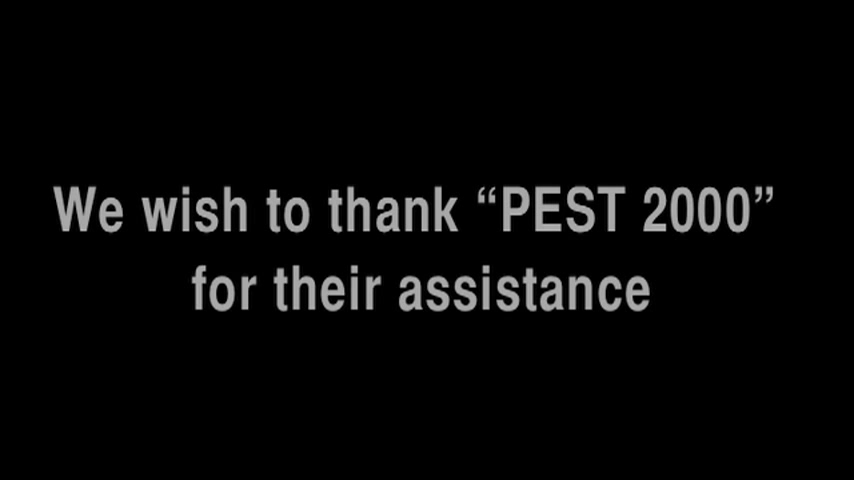 We wish to thank “PEST 2000”
for their assistance